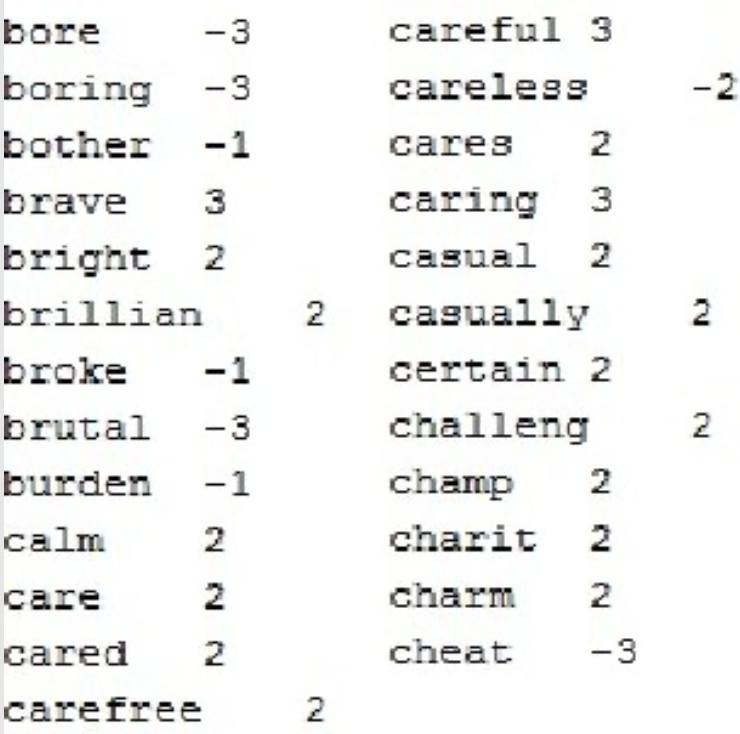 bore -3
boring -3
bother -1
brave 3
bright 2
brillian 2
broke -1
brutal -3
burden -1
calm 2
care 2
cared 2
carefree 2
careful 3
careless -2
cares 2
caring 3
casual 2
casually 2
certain 2
challeng 2
champ 2
charit 2
charm 2
cheat -3